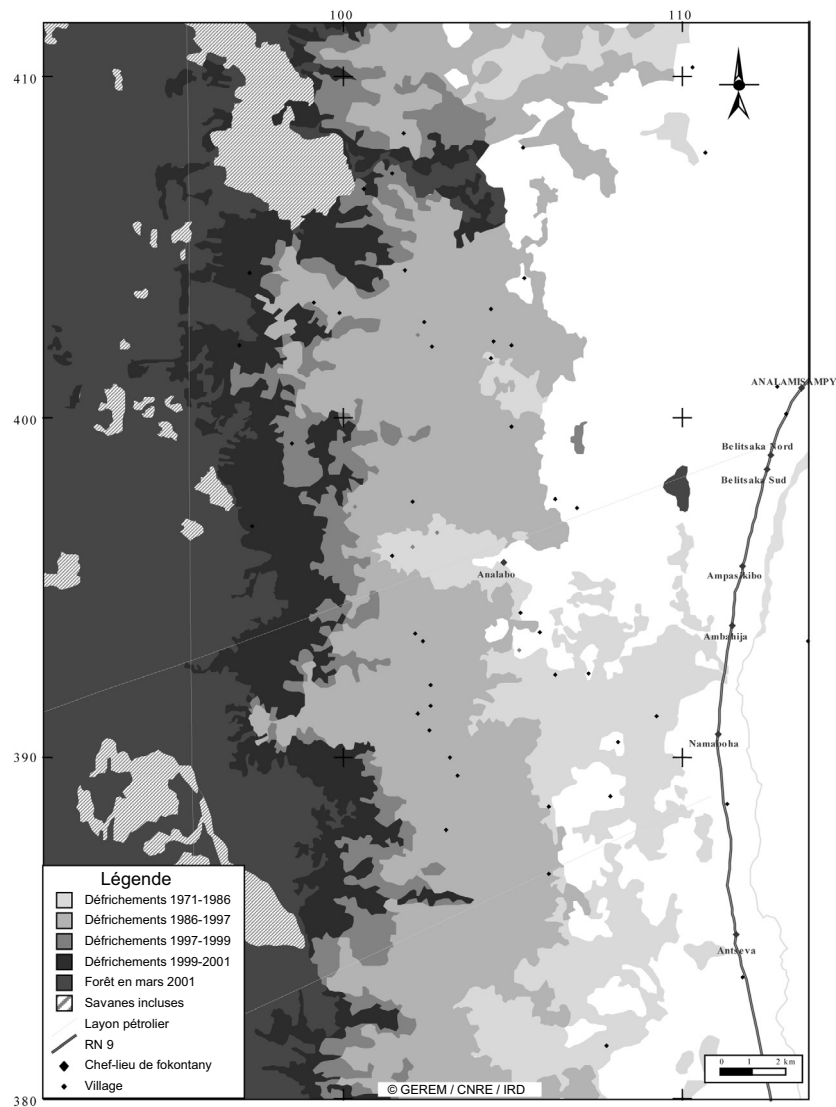 100
110
410
ANALAMISAMPY
400
Belitsaka Nord
Belitsaka Sud
Analabo
Ampasikibo
Ambahija
Namaboha
390
Antseva
380
Légende
Défrichements 1971-1986
Défrichements 1986-1997
Défrichements 1997-1999
Défrichements 1999-2001
Forêt en mars 2001
Savanes incluses
Layon pétrolier
RN 9
Chef-lieu de fokontany
Village
0 1 2 km
© GEREM / CNRE / IRD